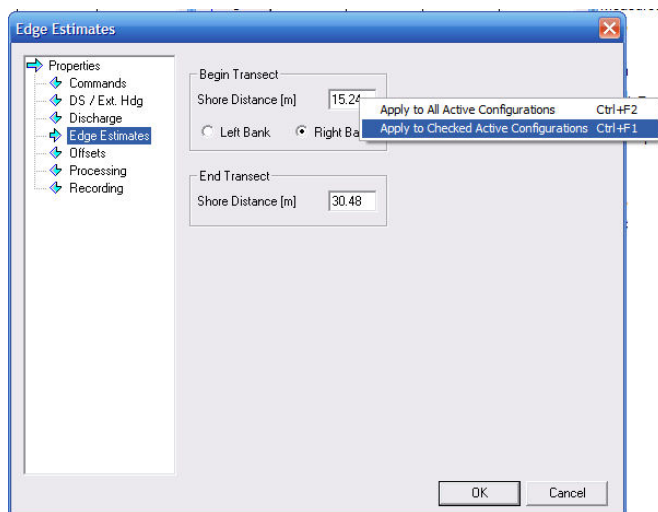 Edge Estimates
Properties
Commands
DS / Ext. Hdg
Discharge
Edge Estimates
Offsets
Processing
Recording
Begin Transect
Shore Distance [m] 15.24
Left Bank Right Ba
Apply to All Active Configurations Ctrl+F2
Apply to Checked Active Configurations Ctrl+F1
End Transect
Shore Distance [m] 30.48
OK Cancel